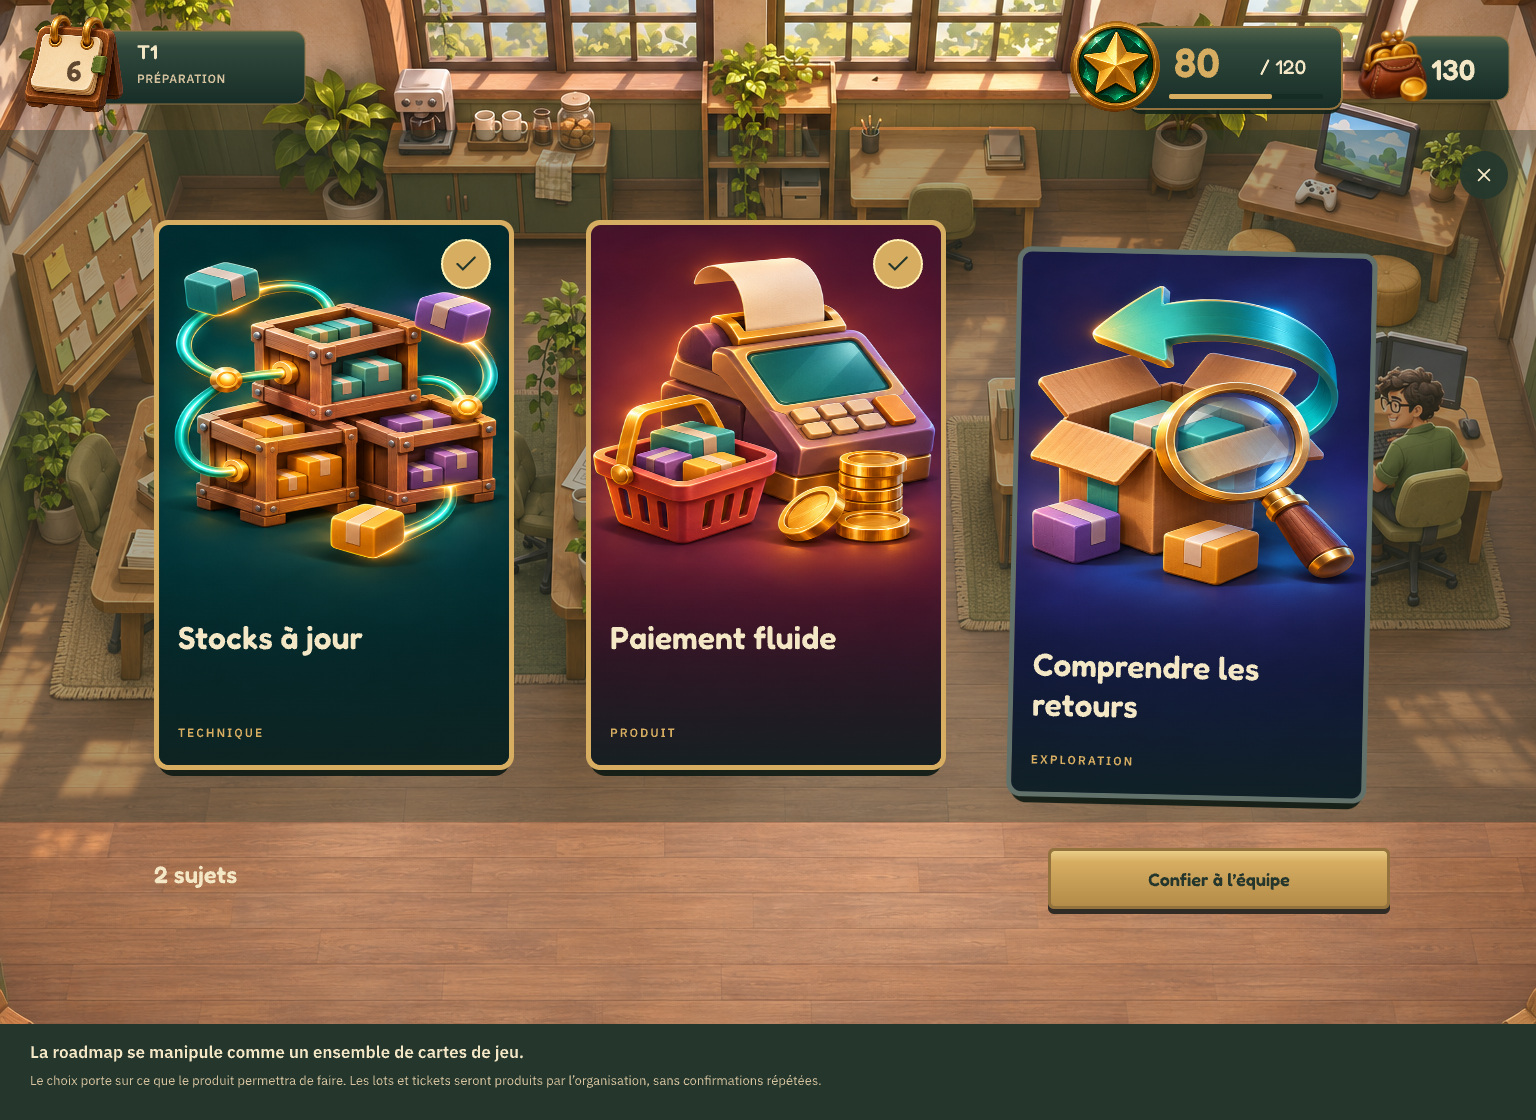 6
T1
PRÉPARATION
80
/ 120
130
Stocks à jour
TECHNIQUE
Paiement fluide
PRODUIT
Comprendre les
retours
EXPLORATION
2 sujets
Confier à l’équipe
La roadmap se manipule comme un ensemble de cartes de jeu.
Le choix porte sur ce que le produit permettra de faire. Les lots et tickets seront produits par l’organisation, sans confirmations répétées.